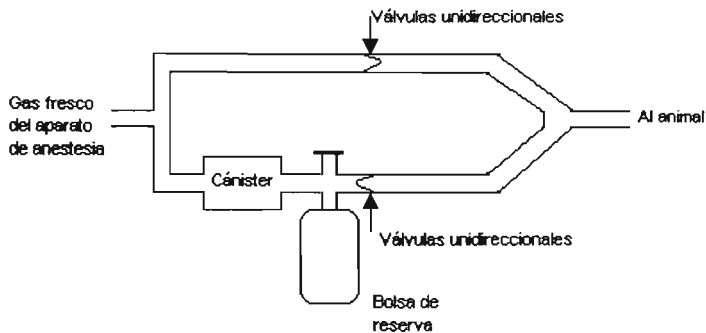 Válvulas unidireccionales
Gas fresco
del aparato
de anestesia
Al animal
Cánister
Válvulas unidireccionales
Bolsa de
reserva